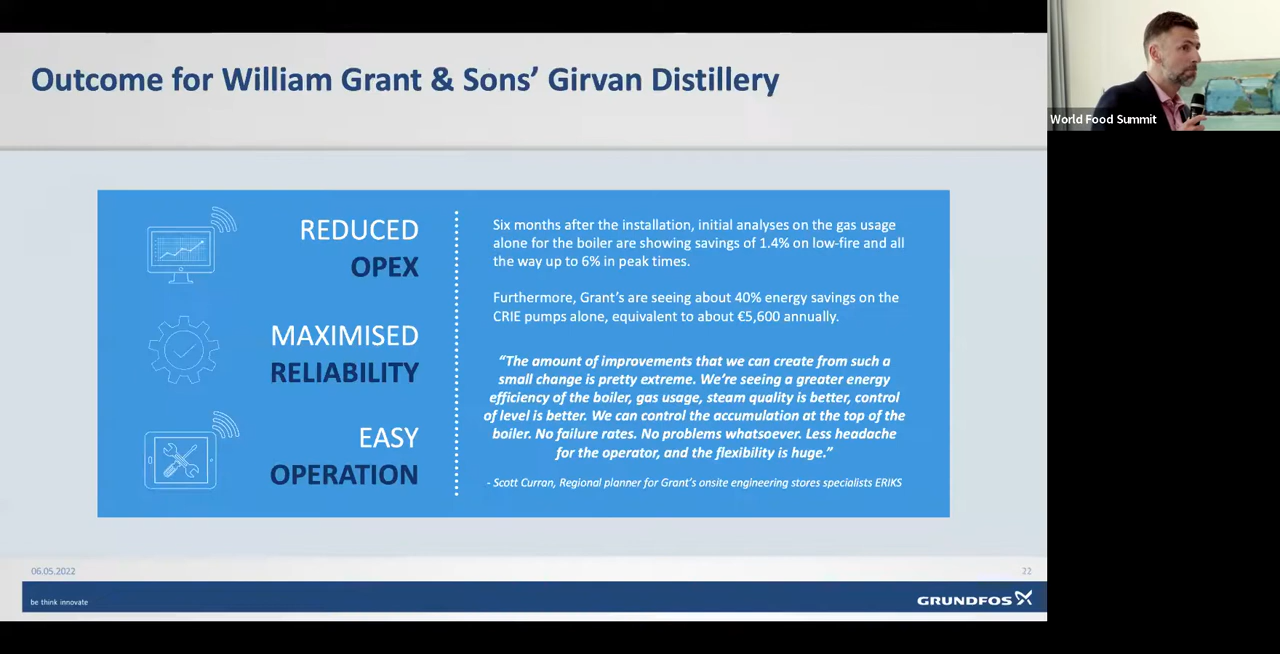 Outcome for William Grant & Sons’ Girvan Distillery
World Food Summit
REDUCED
OPEX
MAXIMISED
RELIABILITY
EASY
OPERATION
Six months after the installation, initial analyses on the gas usage
alone for the boiler are showing savings of 1.4% on low-fire and all
the way up to 6% in peak times.
Furthermore, Grant’s are seeing about 40% energy savings on the
CRIE pumps alone, equivalent to about €5,600 annually.
“The amount of improvements that we can create from such a
small change is pretty extreme. We’re seeing a greater energy
efficiency of the boiler, gas usage, steam quality is better, control
of level is better. We can control the accumulation at the top of the
boiler. No failure rates. No problems whatsoever. Less headache
for the operator, and the flexibility is huge.”
- Scott Curran, Regional planner for Grant’s onsite engineering stores specialists ERIKS
06.05.2022
22
be think innovate
GRUNDFOS